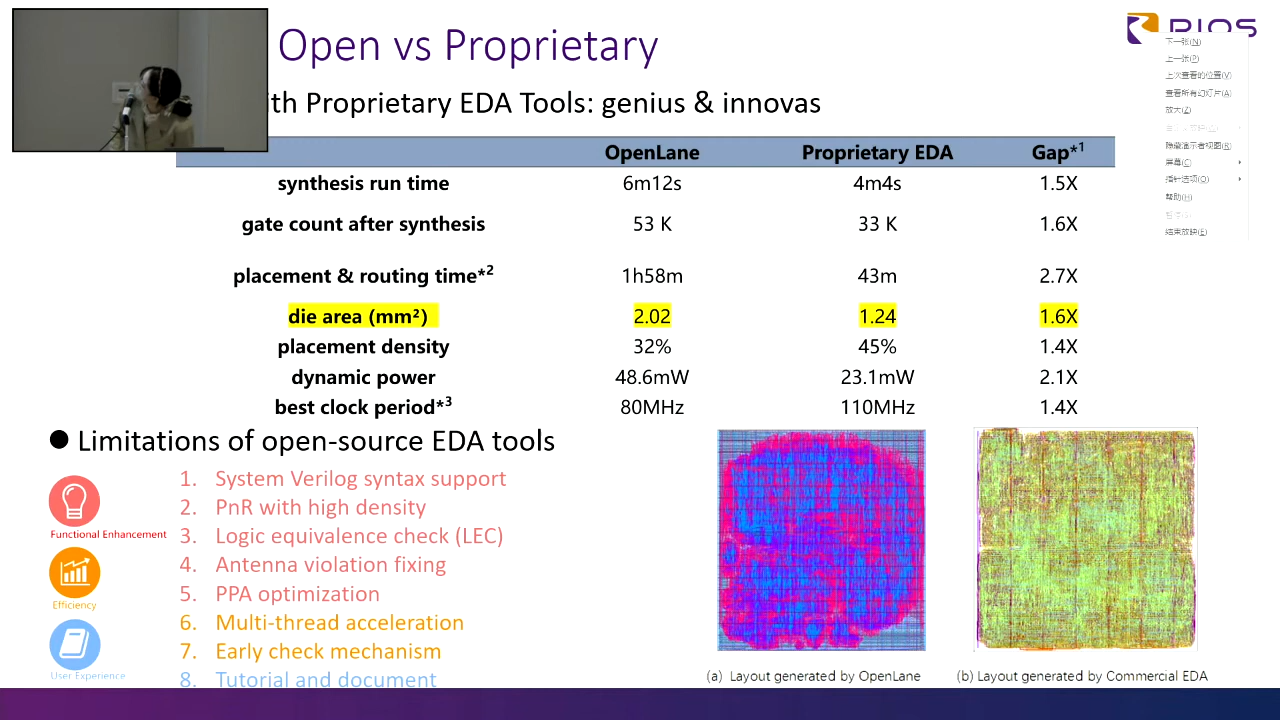 Open vs Proprietary
RIOS
下一张(N)
上一张(P)
上次查看的位置(V)
查看所有幻灯片(A)
放大(Z)
隐藏演示者视图(R)
屏幕(C)
指针选项(O)
帮助(H)
结束放映(E)
ith Proprietary EDA Tools: genius & innovas
OpenLane Proprietary EDA Gap*1
synthesis run time 6m12s 4m4s 1.5X
gate count after synthesis 53 K 33 K 1.6X
placement & routing time*2 1h58m 43m 2.7X
die area (mm²) 2.02 1.24 1.6X
placement density 32% 45% 1.4X
dynamic power 48.6mW 23.1mW 2.1X
best clock period*3 80MHz 110MHz 1.4X
● Limitations of open-source EDA tools
Functional Enhancement
Efficiency
User Experience
1. System Verilog syntax support
2. PnR with high density
3. Logic equivalence check (LEC)
4. Antenna violation fixing
5. PPA optimization
6. Multi-thread acceleration
7. Early check mechanism
8. Tutorial and document
(a) Layout generated by OpenLane
(b) Layout generated by Commercial EDA